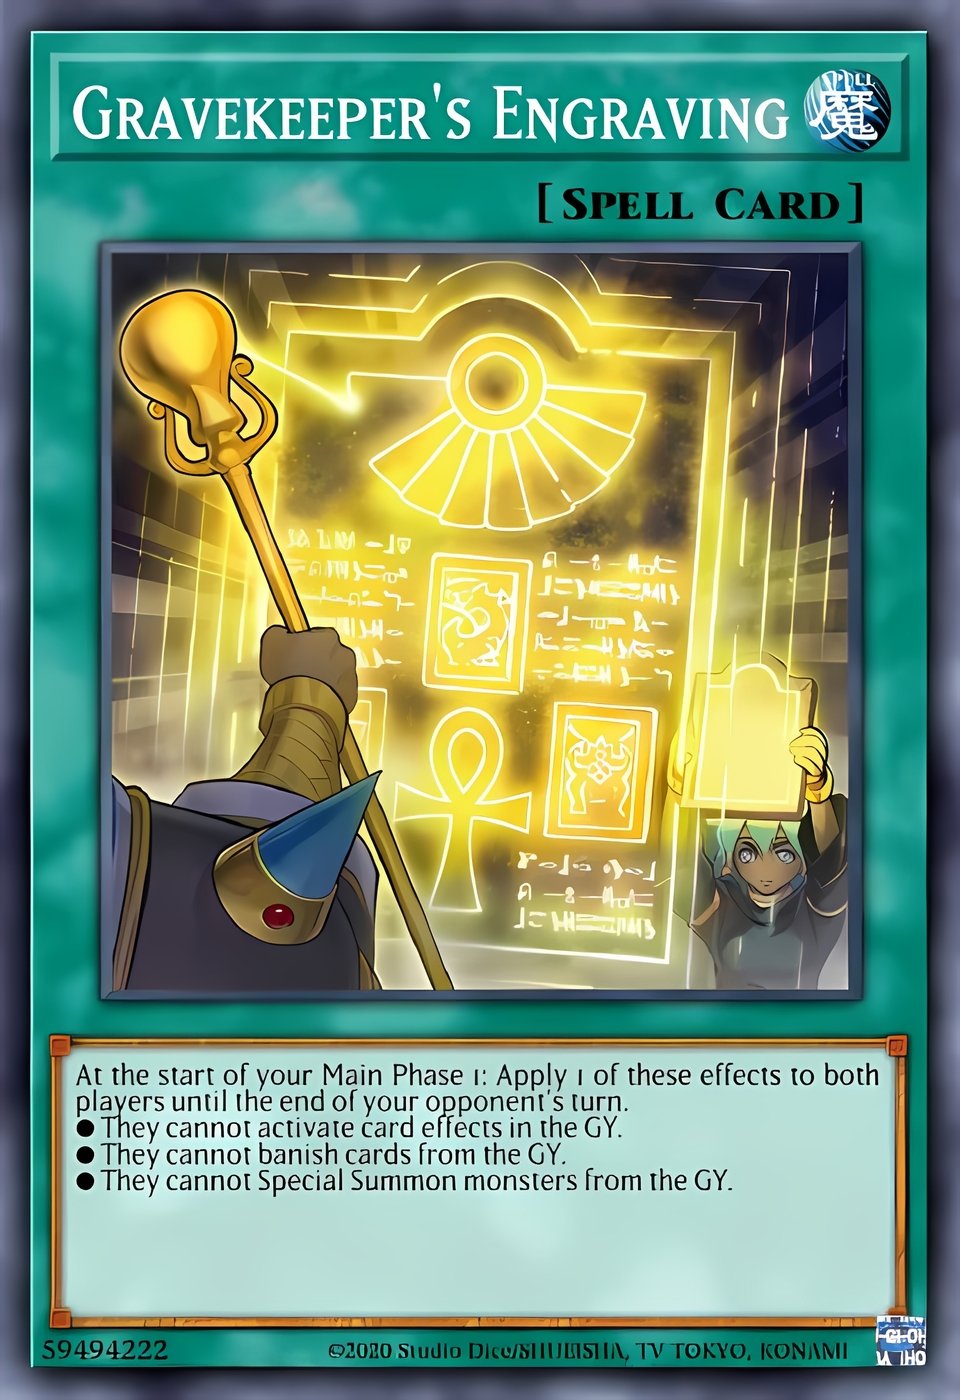 GRAVEKEEPER'S ENGRAVING
魔
[SPELL CARD]
At the start of your Main Phase 1: Apply 1 of these effects to both
players until the end of your opponent's turn.
● They cannot activate card effects in the GY.
● They cannot banish cards from the GY.
● They cannot Special Summon monsters from the GY.
59494222
©2020 Studio Dice/SHUEISHA, TV TOKYO, KONAMI